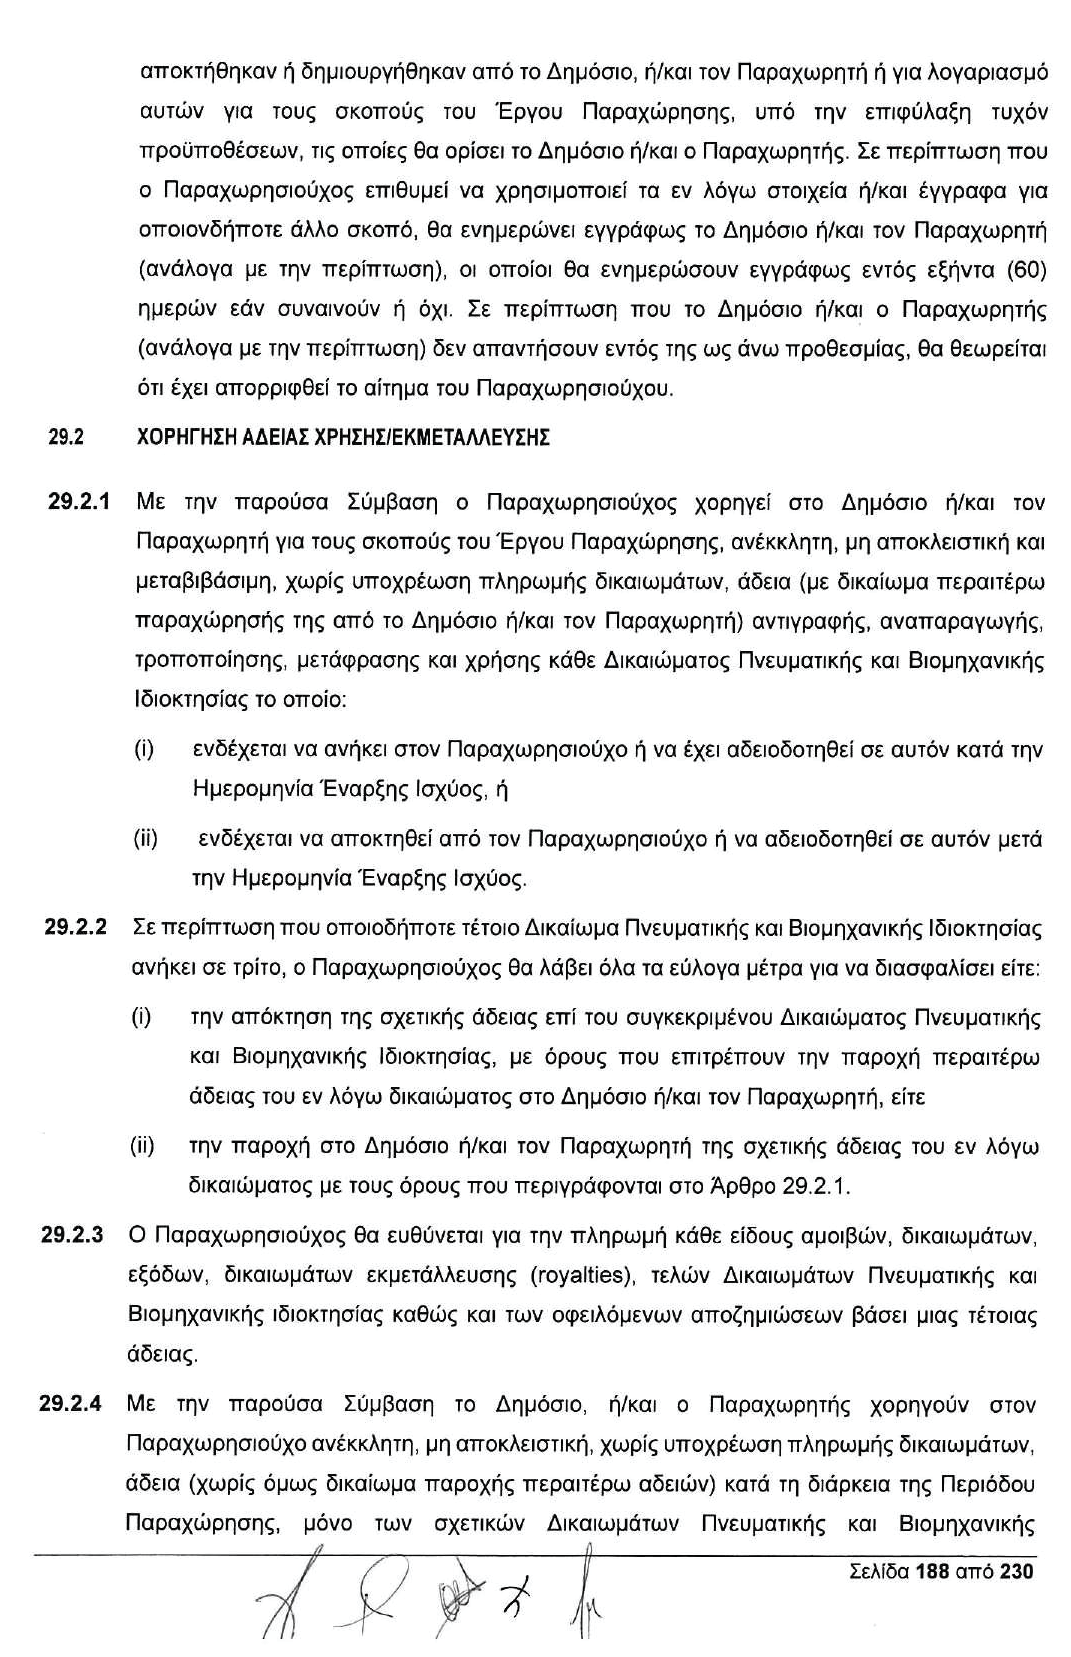 αποκτήθηκαν ή δημιουργήθηκαν από το Δημόσιο, ή/και τον Παραχωρητή ή για λογαριασμό
αυτών για τους σκοπούς του Έργου Παραχώρησης, υπό την επιφύλαξη τυχόν
προϋποθέσεων, τις οποίες θα ορίσει το Δημόσιο ή/και ο Παραχωρητής. Σε περίπτωση που
ο Παραχωρησιούχος επιθυμεί να χρησιμοποιεί τα εν λόγω στοιχεία ή/και έγγραφα για
οποιονδήποτε άλλο σκοπό, θα ενημερώνει εγγράφως το Δημόσιο ή/και τον Παραχωρητή
(ανάλογα με την περίπτωση), οι οποίοι θα ενημερώσουν εγγράφως εντός εξήντα (60)
ημερών εάν συναινούν ή όχι. Σε περίπτωση που το Δημόσιο ή/και ο Παραχωρητής
(ανάλογα με την περίπτωση) δεν απαντήσουν εντός της ως άνω προθεσμίας, θα θεωρείται
ότι έχει απορριφθεί το αίτημα του Παραχωρησιούχου.
29.2 ΧΟΡΗΓΗΣΗ ΑΔΕΙΑΣ ΧΡΗΣΗΣ/ΕΚΜΕΤΑΛΛΕΥΣΗΣ
29.2.1 Με την παρούσα Σύμβαση ο Παραχωρησιούχος χορηγεί στο Δημόσιο ή/και τον
Παραχωρητή για τους σκοπούς του Έργου Παραχώρησης, ανέκκλητη, μη αποκλειστική και
μεταβιβάσιμη, χωρίς υποχρέωση πληρωμής δικαιωμάτων, άδεια (με δικαίωμα περαιτέρω
παραχώρησής της από το Δημόσιο ή/και τον Παραχωρητή) αντιγραφής, αναπαραγωγής,
τροποποίησης, μετάφρασης και χρήσης κάθε Δικαιώματος Πνευματικής και Βιομηχανικής
Ιδιοκτησίας το οποίο:
(i) ενδέχεται να ανήκει στον Παραχωρησιούχο ή να έχει αδειοδοτηθεί σε αυτόν κατά την
Ημερομηνία Έναρξης Ισχύος, ή
(ii) ενδέχεται να αποκτηθεί από τον Παραχωρησιούχο ή να αδειοδοτηθεί σε αυτόν μετά
την Ημερομηνία Έναρξης Ισχύος.
29.2.2 Σε περίπτωση που οποιοδήποτε τέτοιο Δικαίωμα Πνευματικής και Βιομηχανικής Ιδιοκτησίας
ανήκει σε τρίτο, ο Παραχωρησιούχος θα λάβει όλα τα εύλογα μέτρα για να διασφαλίσει είτε:
(i) την απόκτηση της σχετικής άδειας επί του συγκεκριμένου Δικαιώματος Πνευματικής
και Βιομηχανικής Ιδιοκτησίας, με όρους που επιτρέπουν την παροχή περαιτέρω
άδειας του εν λόγω δικαιώματος στο Δημόσιο ή/και τον Παραχωρητή, είτε
(ii) την παροχή στο Δημόσιο ή/και τον Παραχωρητή της σχετικής άδειας του εν λόγω
δικαιώματος με τους όρους που περιγράφονται στο Άρθρο 29.2.1.
29.2.3 Ο Παραχωρησιούχος θα ευθύνεται για την πληρωμή κάθε είδους αμοιβών, δικαιωμάτων,
εξόδων, δικαιωμάτων εκμετάλλευσης (royalties), τελών Δικαιωμάτων Πνευματικής και
Βιομηχανικής ιδιοκτησίας καθώς και των οφειλόμενων αποζημιώσεων βάσει μιας τέτοιας
άδειας.
29.2.4 Με την παρούσα Σύμβαση το Δημόσιο, ή/και ο Παραχωρητής χορηγούν στον
Παραχωρησιούχο ανέκκλητη, μη αποκλειστική, χωρίς υποχρέωση πληρωμής δικαιωμάτων,
άδεια (χωρίς όμως δικαίωμα παροχής περαιτέρω αδειών) κατά τη διάρκεια της Περιόδου
Παραχώρησης, μόνο των σχετικών Δικαιωμάτων Πνευματικής και Βιομηχανικής
Σελίδα 188 από 230